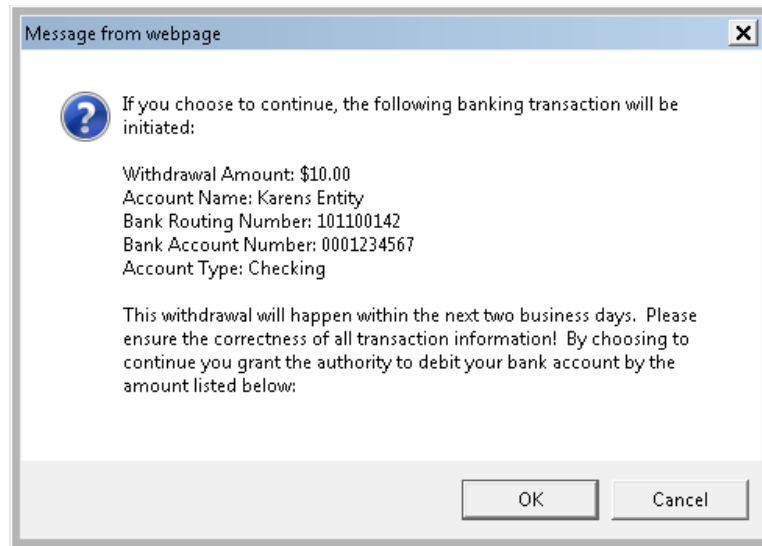 Message from webpage
If you choose to continue, the following banking transaction will be
initiated:
Withdrawal Amount: $10.00
Account Name: Karens Entity
Bank Routing Number: 101100142
Bank Account Number: 0001234567
Account Type: Checking
This withdrawal will happen within the next two business days.  Please
ensure the correctness of all transaction information!  By choosing to
continue you grant the authority to debit your bank account by the
amount listed below:
OK
Cancel